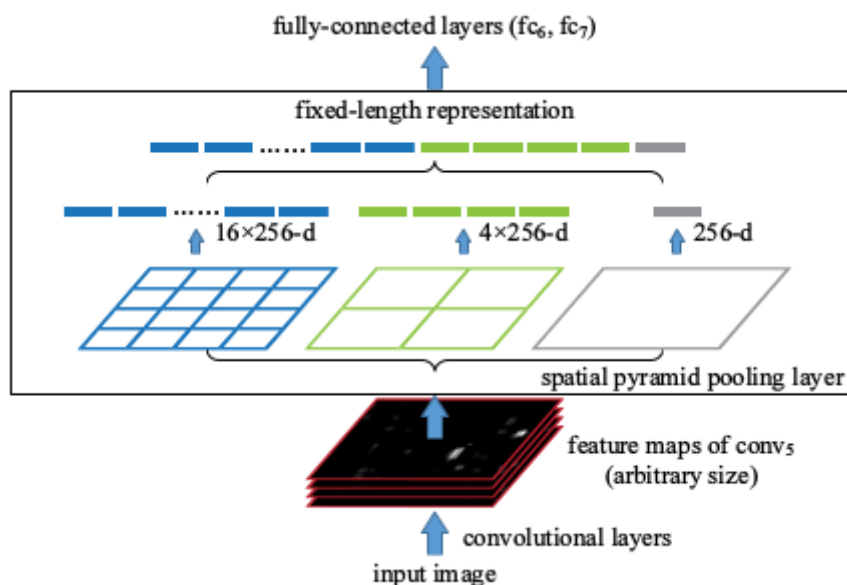 fully-connected layers (fc₆, fc₇)
fixed-length representation
......
......
16×256-d
4×256-d
256-d
spatial pyramid pooling layer
feature maps of conv₅
(arbitrary size)
convolutional layers
input image